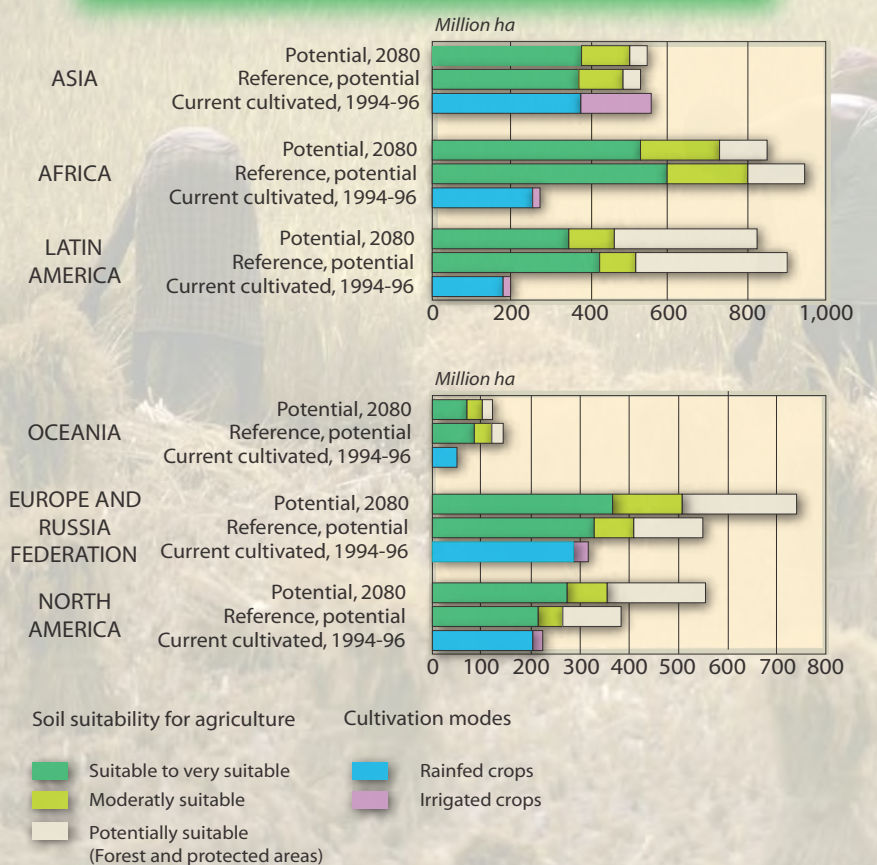 Million ha
Potential, 2080
Reference, potential
Current cultivated, 1994-96
ASIA
Potential, 2080
Reference, potential
Current cultivated, 1994-96
AFRICA
Potential, 2080
Reference, potential
Current cultivated, 1994-96
LATIN
AMERICA
0 200 400 600 800 1,000
Million ha
Potential, 2080
Reference, potential
Current cultivated, 1994-96
OCEANIA
Potential, 2080
Reference, potential
Current cultivated, 1994-96
EUROPE AND
RUSSIA
FEDERATION
Potential, 2080
Reference, potential
Current cultivated, 1994-96
NORTH
AMERICA
0 100 200 300 400 500 600 700 800
Soil suitability for agriculture
Suitable to very suitable
Moderatly suitable
Potentially suitable
(Forest and protected areas)
Cultivation modes
Rainfed crops
Irrigated crops